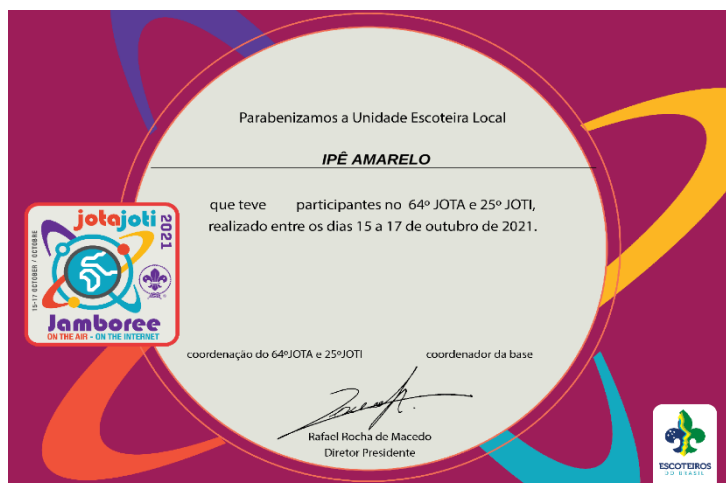 Parabenizamos a Unidade Escoteira Local
IPÊ AMARELO
que teve participantes no 64º JOTA e 25º JOTI,
realizado entre os dias 15 a 17 de outubro de 2021.
jotajoti
2021
15-17 OCTOBER / OCTOBRE
Jamboree
ON THE AIR - ON THE INTERNET
coordenação do 64ºJOTA e 25ºJOTI
coordenador da base
Rafael Rocha de Macedo
Diretor Presidente
ESCOTEIROS
DO BRASIL